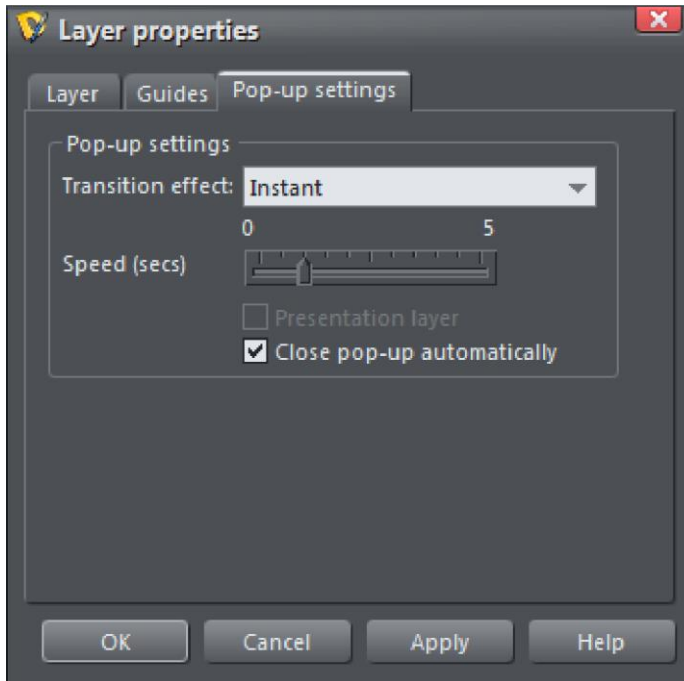 Layer properties
Layer Guides Pop-up settings
Pop-up settings
Transition effect: Instant
0 5
Speed (secs)
Presentation layer
Close pop-up automatically
OK Cancel Apply Help